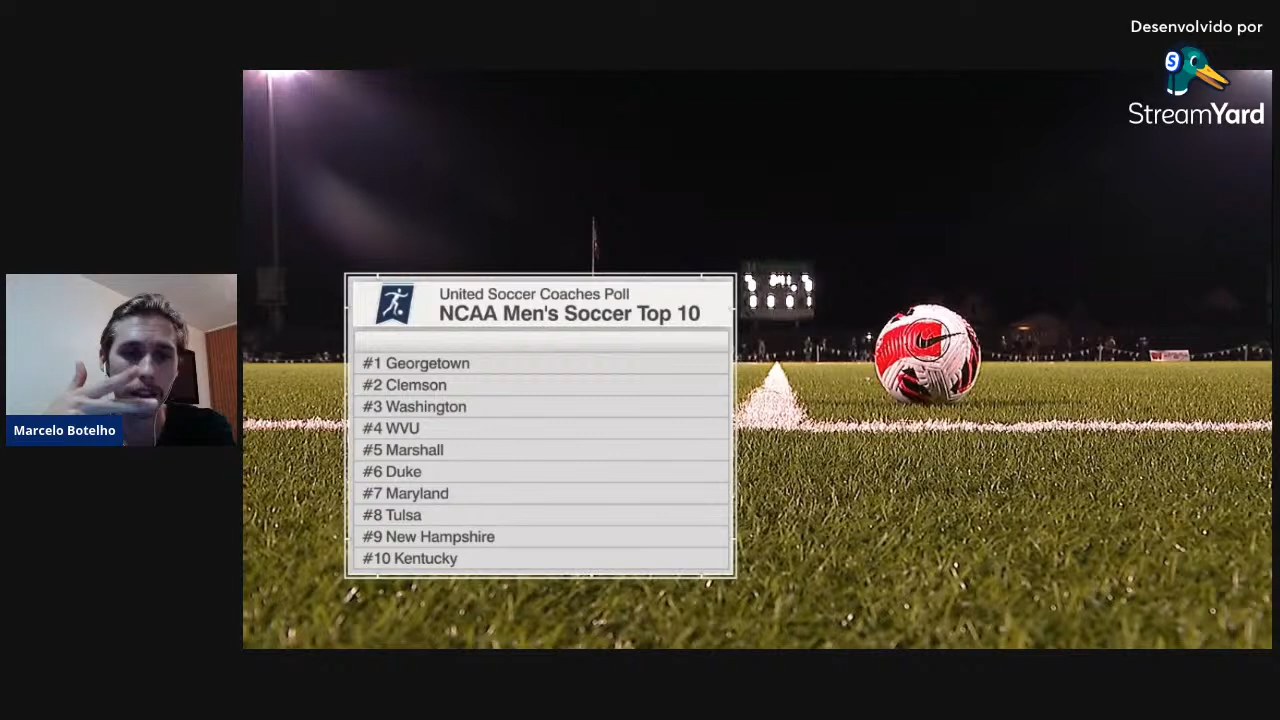 Desenvolvido por
StreamYard
United Soccer Coaches Poll
NCAA Men's Soccer Top 10
#1 Georgetown
#2 Clemson
#3 Washington
#4 WVU
#5 Marshall
#6 Duke
#7 Maryland
#8 Tulsa
#9 New Hampshire
#10 Kentucky
Marcelo Botelho